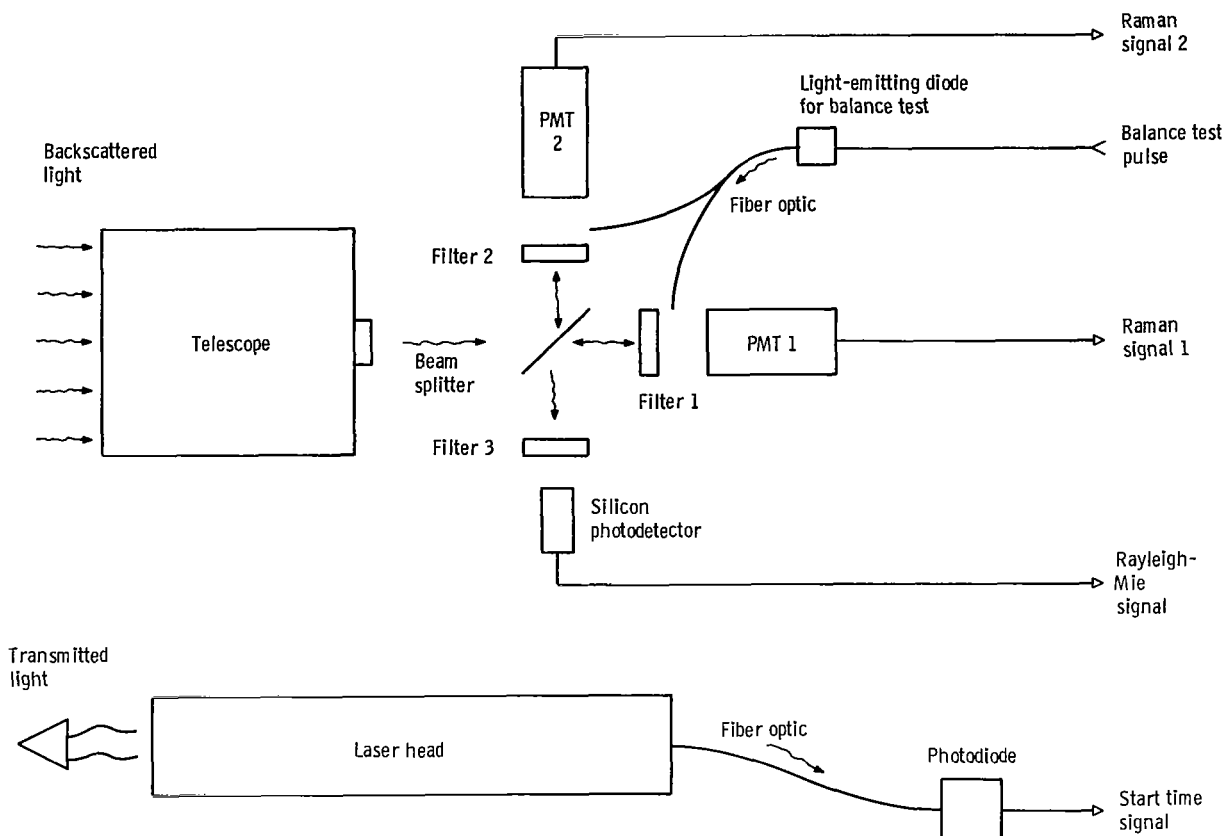 Raman
signal 2
Light-emitting diode
for balance test
PMT
2
Balance test
pulse
Backscattered
light
Fiber optic
Filter 2
Telescope
Beam
splitter
PMT 1
Raman
signal 1
Filter 1
Filter 3
Silicon
photodetector
Rayleigh-
Mie
signal
Transmitted
light
Laser head
Fiber optic
Photodiode
Start time
signal